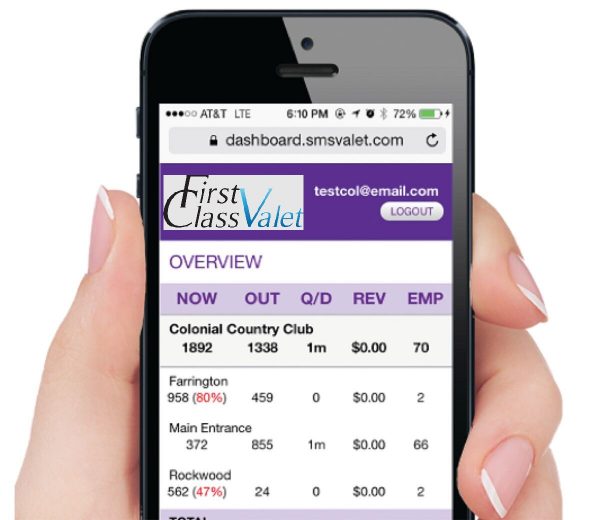 AT&T LTE 6:10 PM 72%
dashboard.smsvalet.com
First
Class Valet
testcol@email.com
LOGOUT
OVERVIEW
NOW OUT Q/D REV EMP
Colonial Country Club
1892 1338 1m $0.00 70
Farrington
958 (80%) 459 0 $0.00 2
Main Entrance
372 855 1m $0.00 66
Rockwood
562 (47%) 24 0 $0.00 2
TOTAL